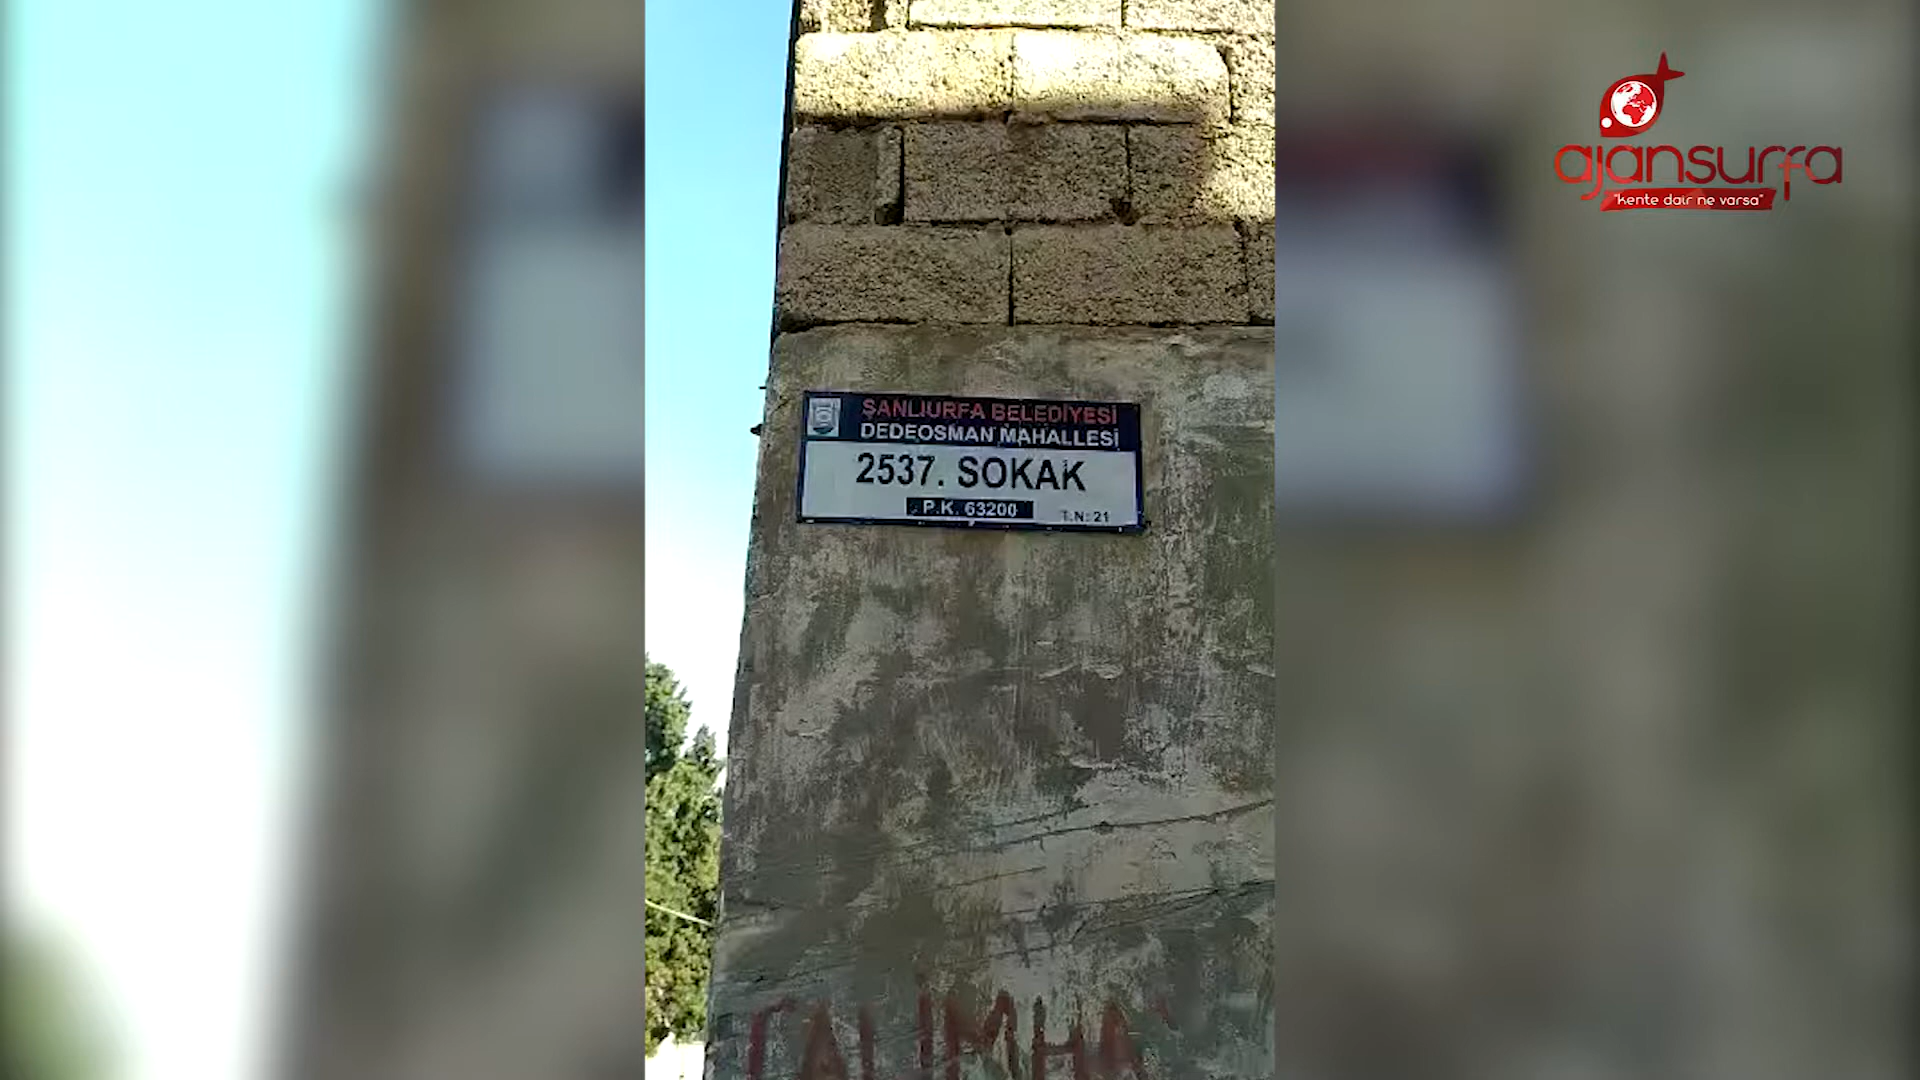 ajansurfa
"kente dair ne varsa"
ŞANLIURFA BELEDİYESİ
DEDEOSMAN MAHALLESİ
2537. SOKAK
P.K. 63200
T.N: 21